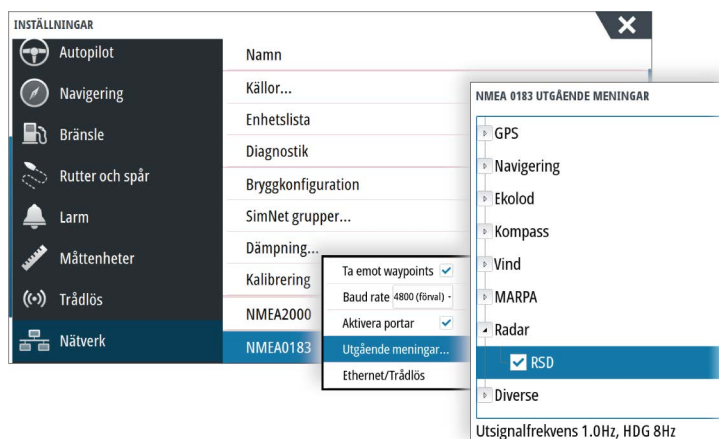 INSTÄLLNINGAR
Autopilot
Navigering
Bränsle
Rutter och spår
Larm
Måttenheter
Trådlös
Nätverk
Namn
Källor...
Enhetslista
Diagnostik
Bryggkonfiguration
SimNet grupper...
Dämpning...
Kalibrering
NMEA2000
NMEA0183
Ta emot waypoints
Baud rate 4800 (förval)
Aktivera portar
Utgående meningar...
Ethernet/Trådlös
NMEA 0183 UTGÅENDE MENINGAR
GPS
Navigering
Ekolod
Kompass
Vind
MARPA
Radar
RSD
Diverse
Utsignalfrekvens 1.0Hz, HDG 8Hz